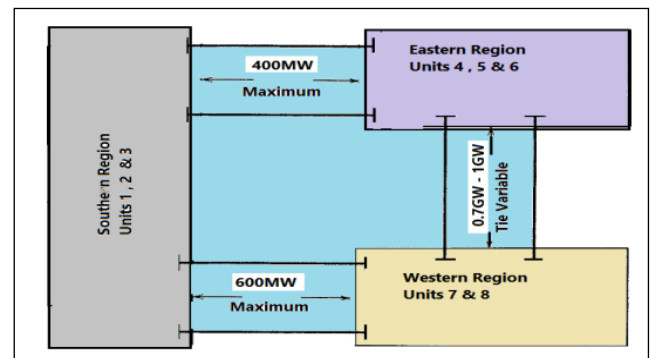 Southern Region
Units 1 , 2 & 3
400MW
Maximum
Eastern Region
Units 4 , 5 & 6
0.7GW - 1GW
Tie Variable
600MW
Maximum
Western Region
Units 7 & 8